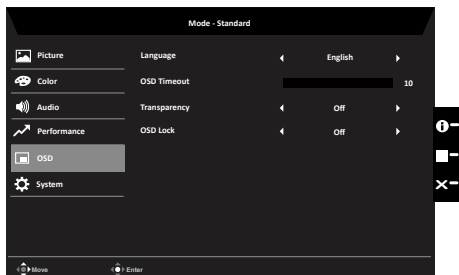 Mode - Standard
Picture
Language
English
Color
OSD Timeout
10
Audio
Transparency
Off
Performance
OSD Lock
Off
OSD
System
Move
Enter